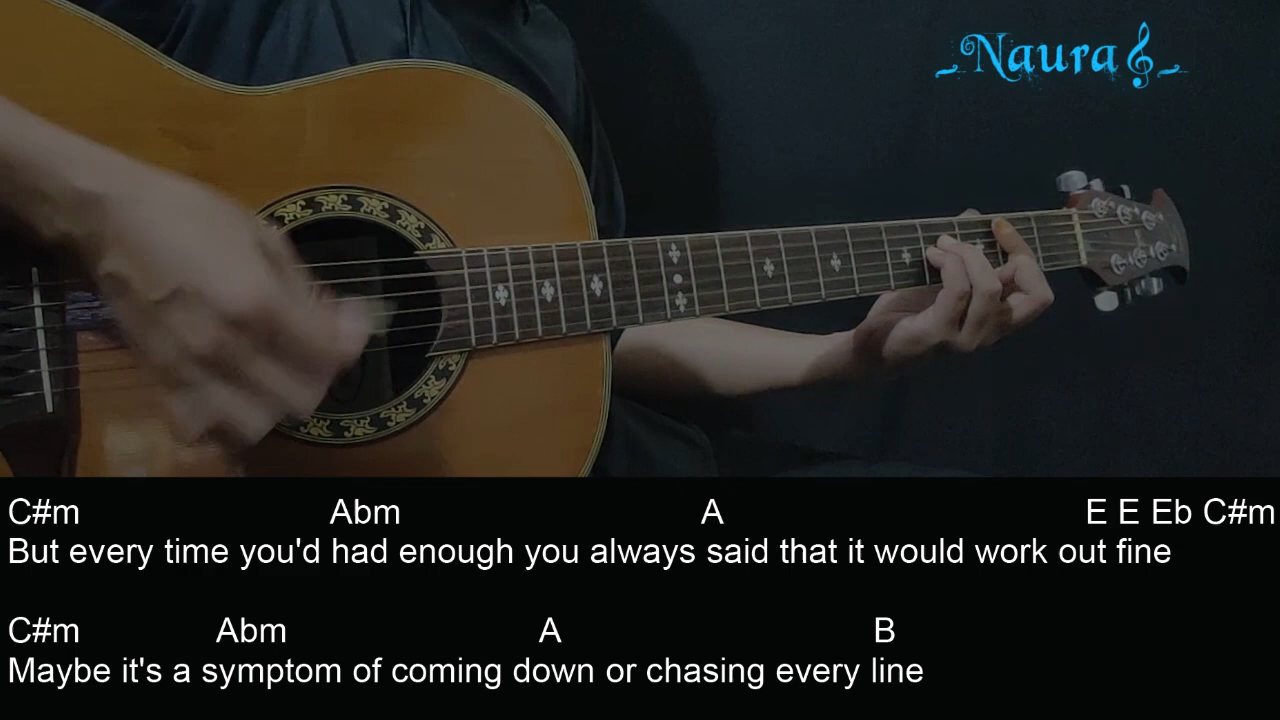 Naura
C#m Abm A E E Eb C#m
But every time you'd had enough you always said that it would work out fine
C#m Abm A B
Maybe it's a symptom of coming down or chasing every line